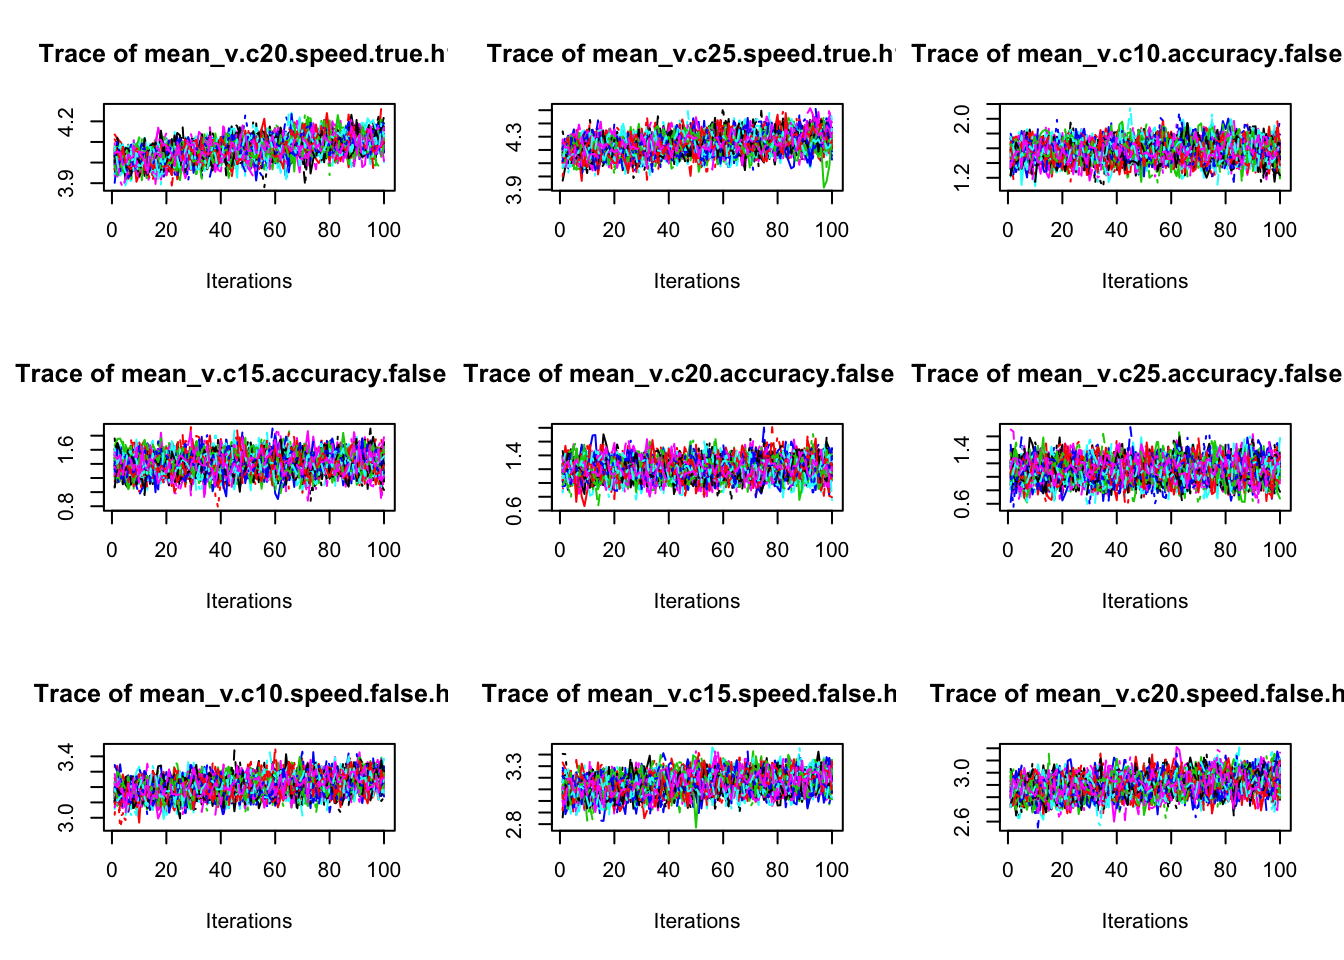 Trace of mean_v.c20.speed.true.h
4.2
3.9
0 20 40 60 80 100
Iterations
Trace of mean_v.c25.speed.true.h
4.3
3.9
0 20 40 60 80 100
Iterations
Trace of mean_v.c10.accuracy.false
2.0
1.2
0 20 40 60 80 100
Iterations
Trace of mean_v.c15.accuracy.false
1.6
0.8
0 20 40 60 80 100
Iterations
Trace of mean_v.c20.accuracy.false
1.4
0.6
0 20 40 60 80 100
Iterations
Trace of mean_v.c25.accuracy.false
1.4
0.6
0 20 40 60 80 100
Iterations
Trace of mean_v.c10.speed.false.h
3.4
3.0
0 20 40 60 80 100
Iterations
Trace of mean_v.c15.speed.false.h
3.3
2.8
0 20 40 60 80 100
Iterations
Trace of mean_v.c20.speed.false.h
3.0
2.6
0 20 40 60 80 100
Iterations